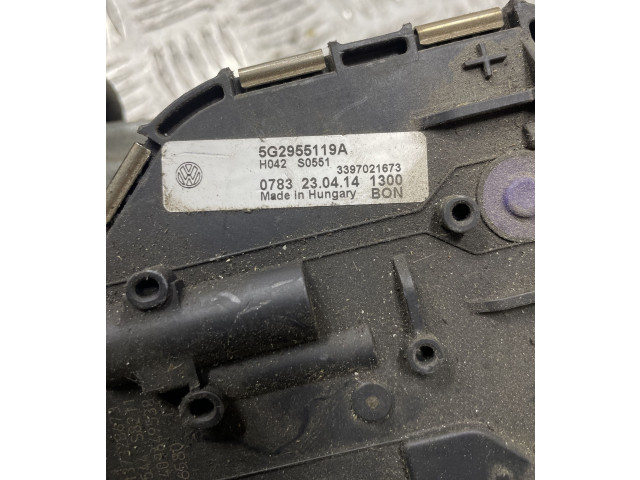 5G2955119A
H042 S0551
3397021673
0783 23.04.14 1300
Made in Hungary BON